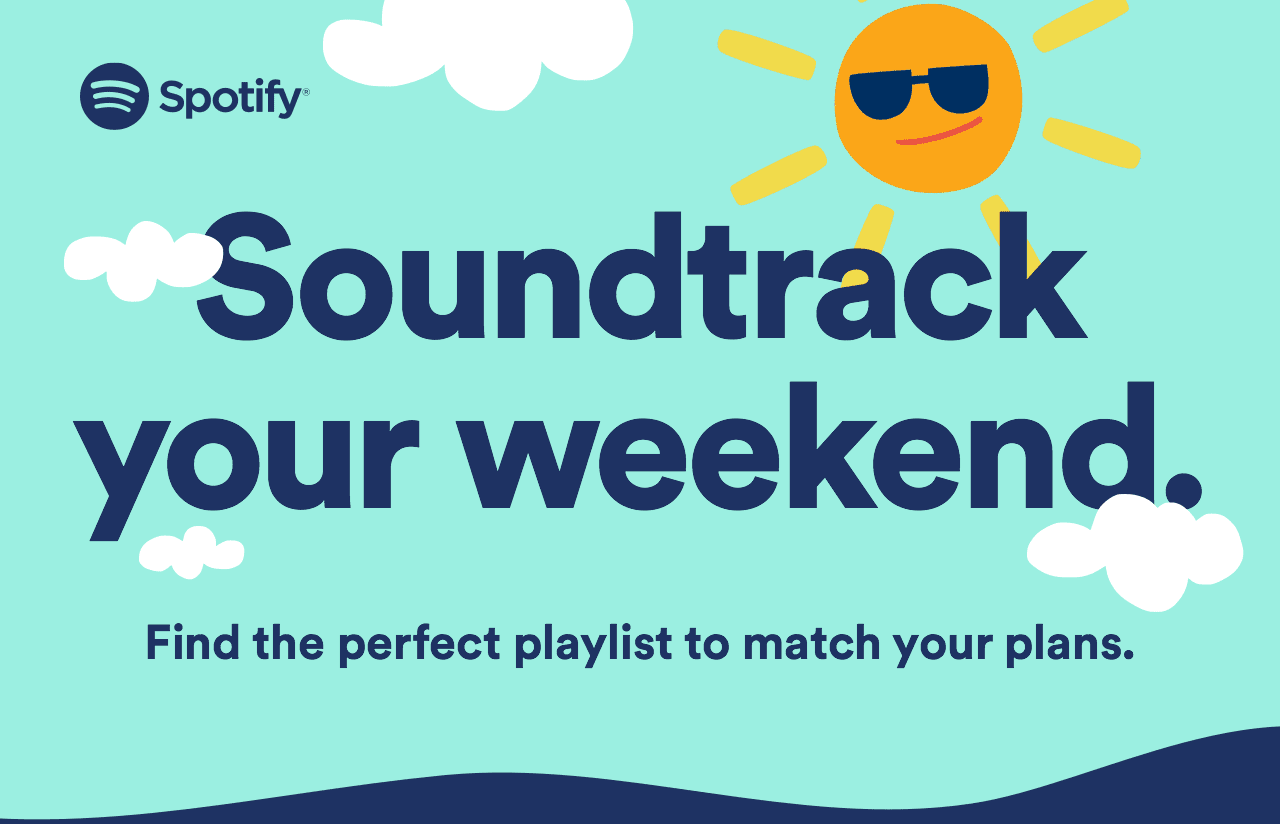 Spotify®
Soundtrack
your weekend.
Find the perfect playlist to match your plans.